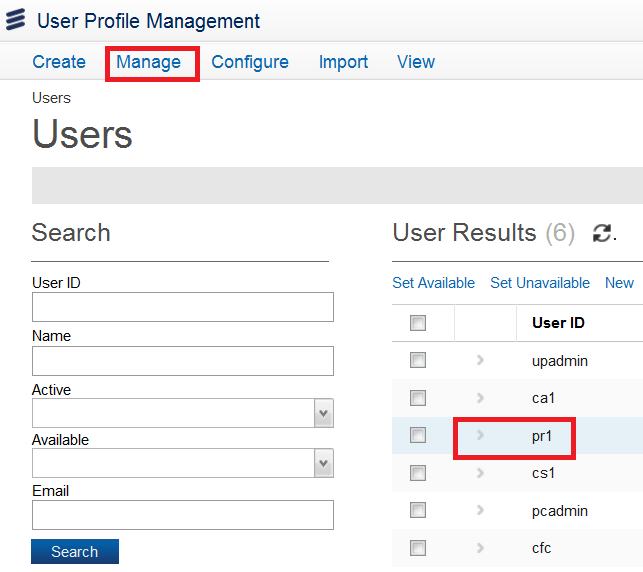 User Profile Management
Create Manage Configure Import View
Users
Users
Search
User ID
Name
Active
Available
Email
Search
User Results (6) .
Set Available Set Unavailable New
User ID
upadmin
ca1
pr1
cs1
pcadmin
cfc